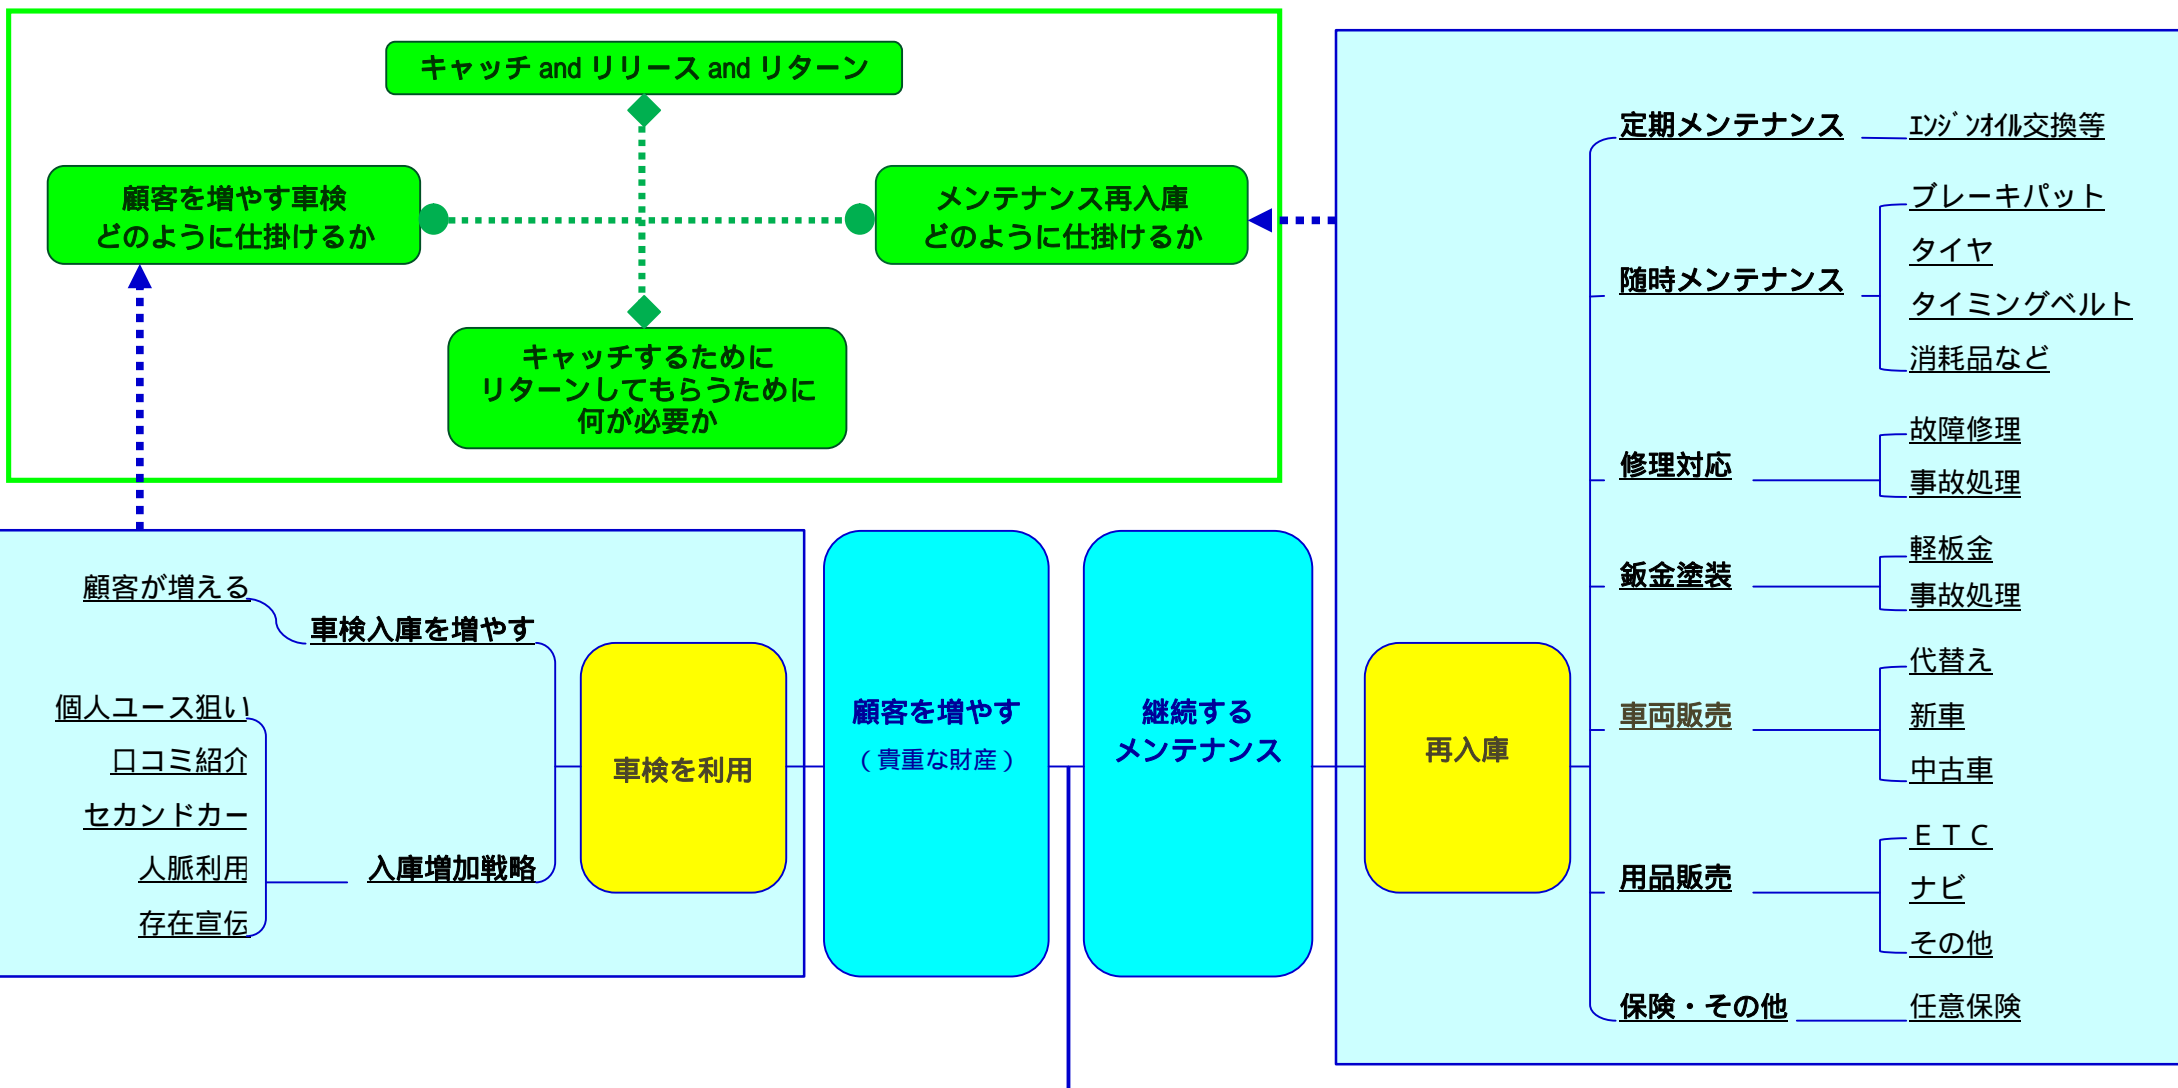 キャッチ and リリース and リターン
顧客を増やす車検
どのように仕掛けるか
メンテナンス再入庫
どのように仕掛けるか
キャッチするために
リターンしてもらうために
何が必要か
顧客が増える
車検入庫を増やす
個人ユース狙い
口コミ紹介
セカンドカー
人脈利用
存在宣伝
入庫増加戦略
車検を利用
顧客を増やす
（貴重な財産）
継続する
メンテナンス
再入庫
定期メンテナンス
ｴﾝｼﾞﾝｵｲﾙ交換等
随時メンテナンス
ブレーキパット
タイヤ
タイミングベルト
消耗品など
修理対応
故障修理
事故処理
鈑金塗装
軽板金
事故処理
車両販売
代替え
新車
中古車
用品販売
ＥＴＣ
ナビ
その他
保険・その他
任意保険